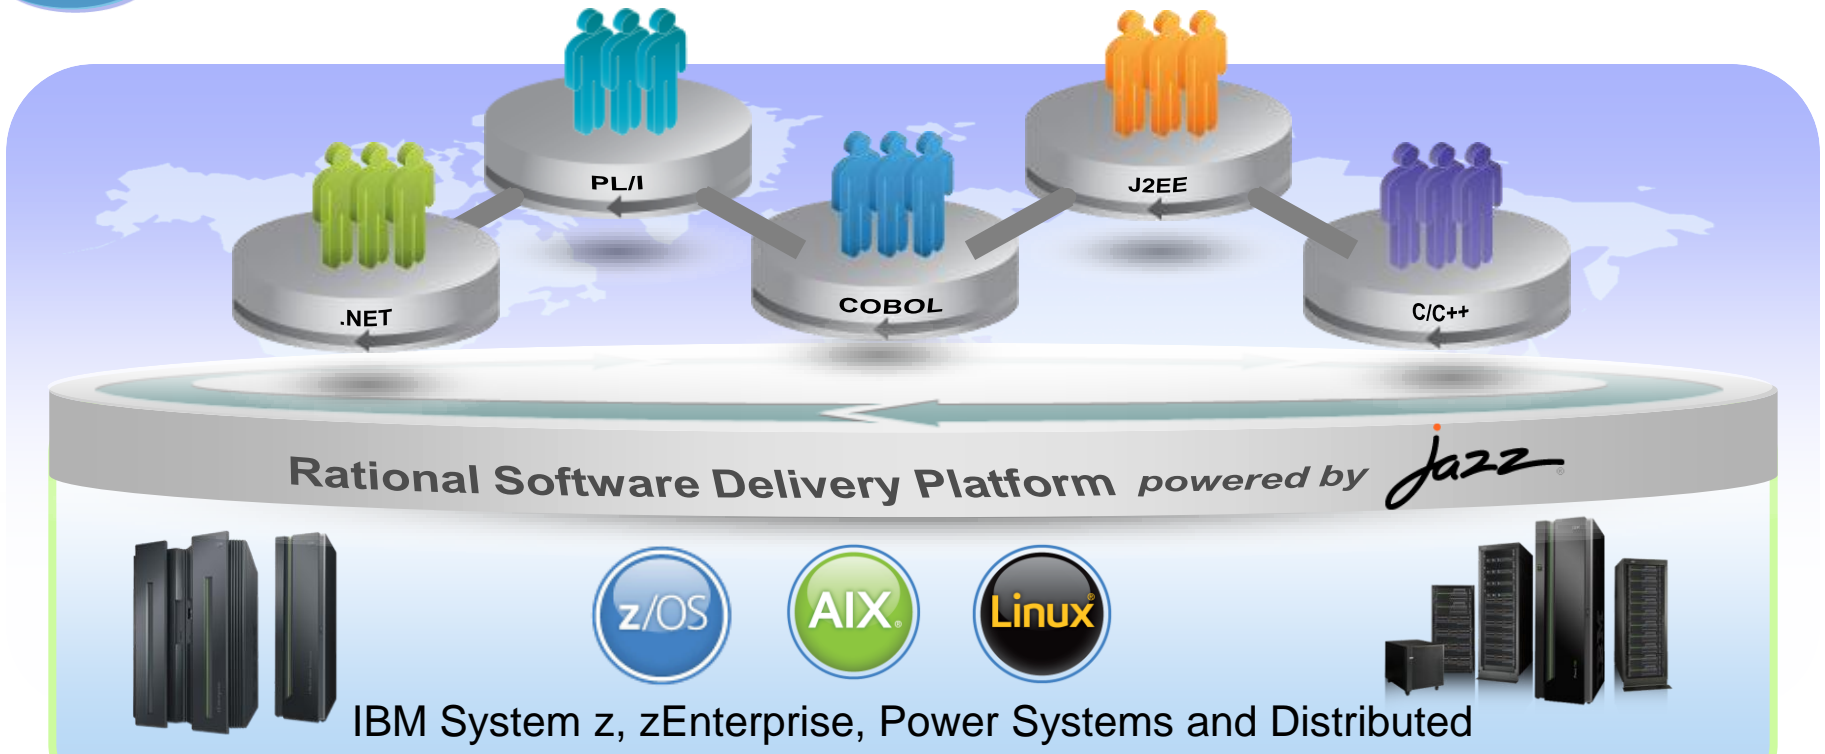 PL/I
J2EE
.NET
COBOL
C/C++
Rational Software Delivery Platform powered by jazz
z/OS
AIX®
Linux®
IBM System z, zEnterprise, Power Systems and Distributed